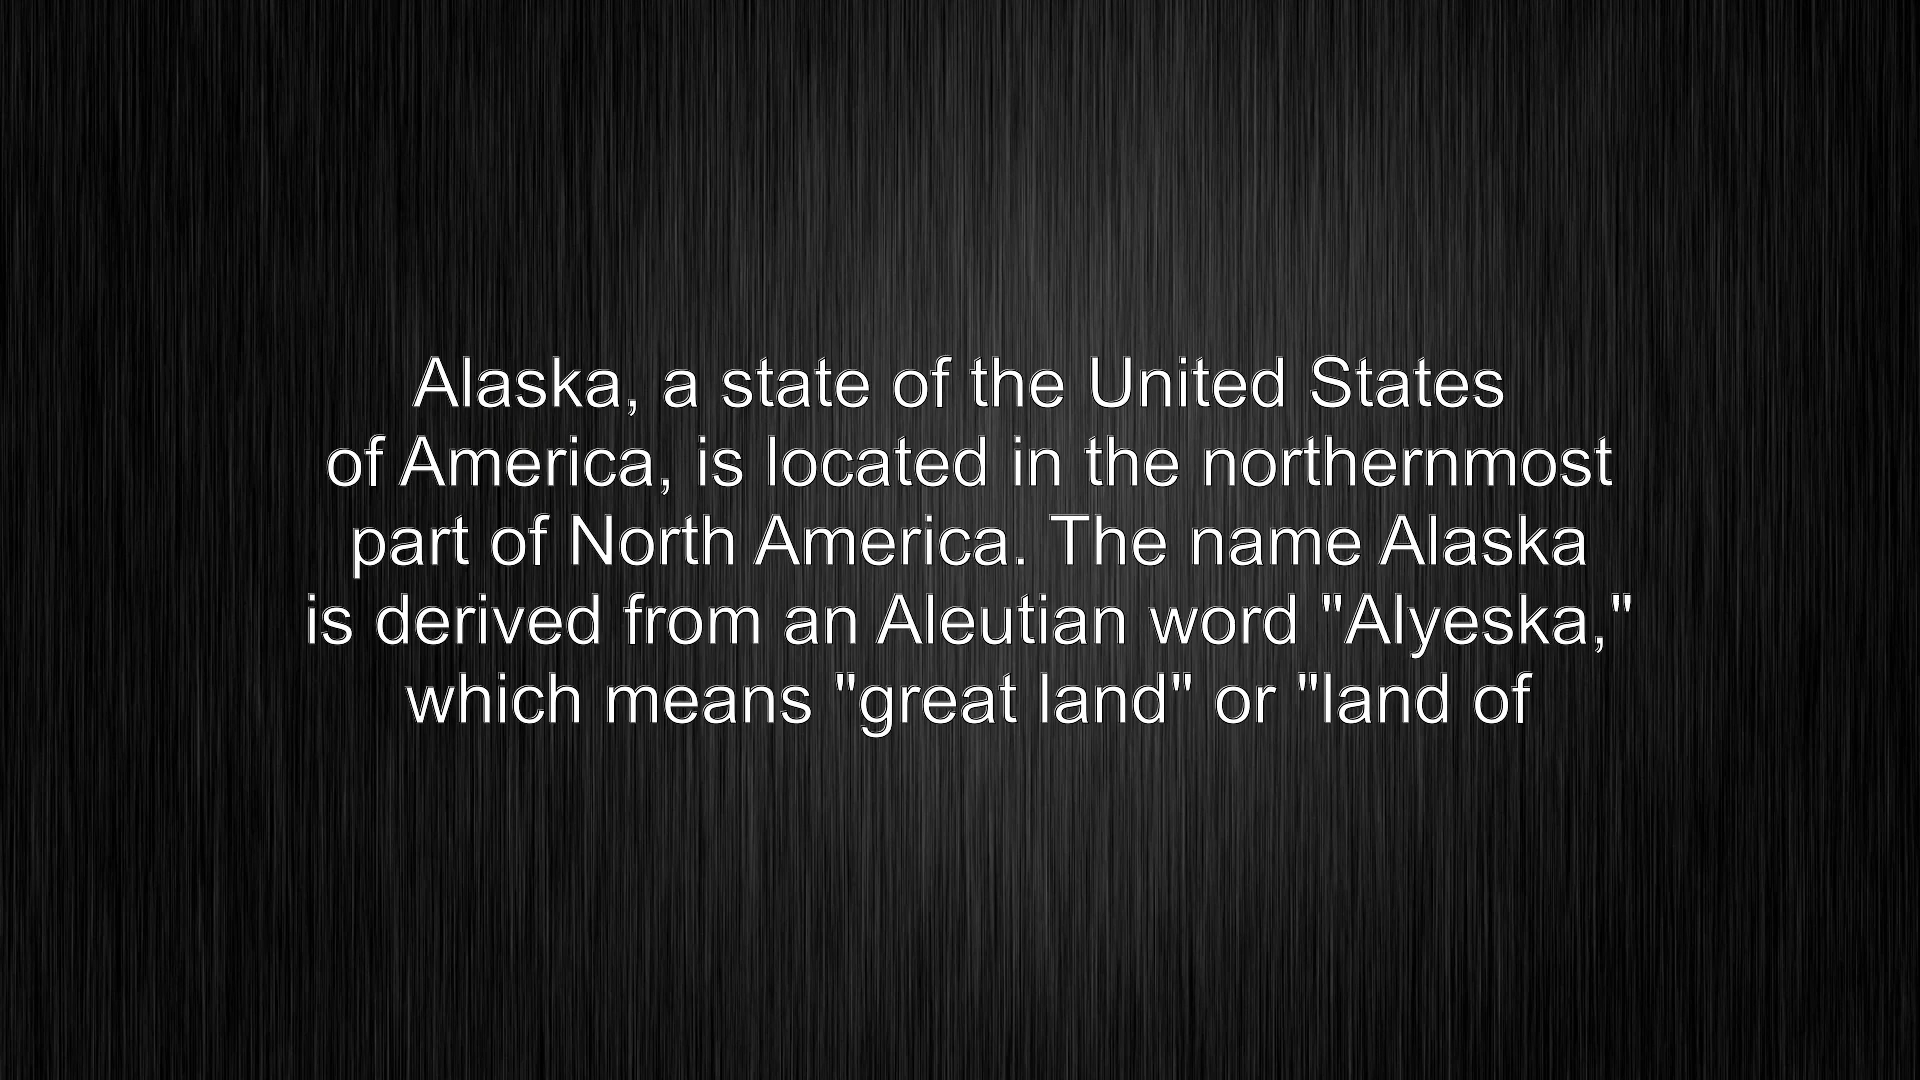 Alaska, a state of the United States
of America, is located in the northernmost
part of North America. The name Alaska
is derived from an Aleutian word "Alyeska,"
which means "great land" or "land of